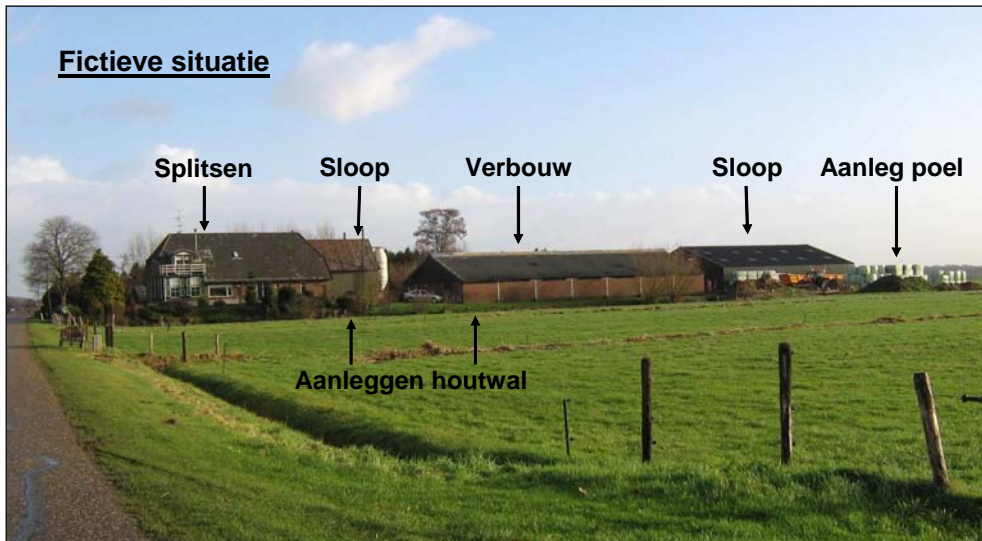 Fictieve situatie
Splitsen Sloop Verbouw Sloop Aanleg poel
Aanleggen houtwal